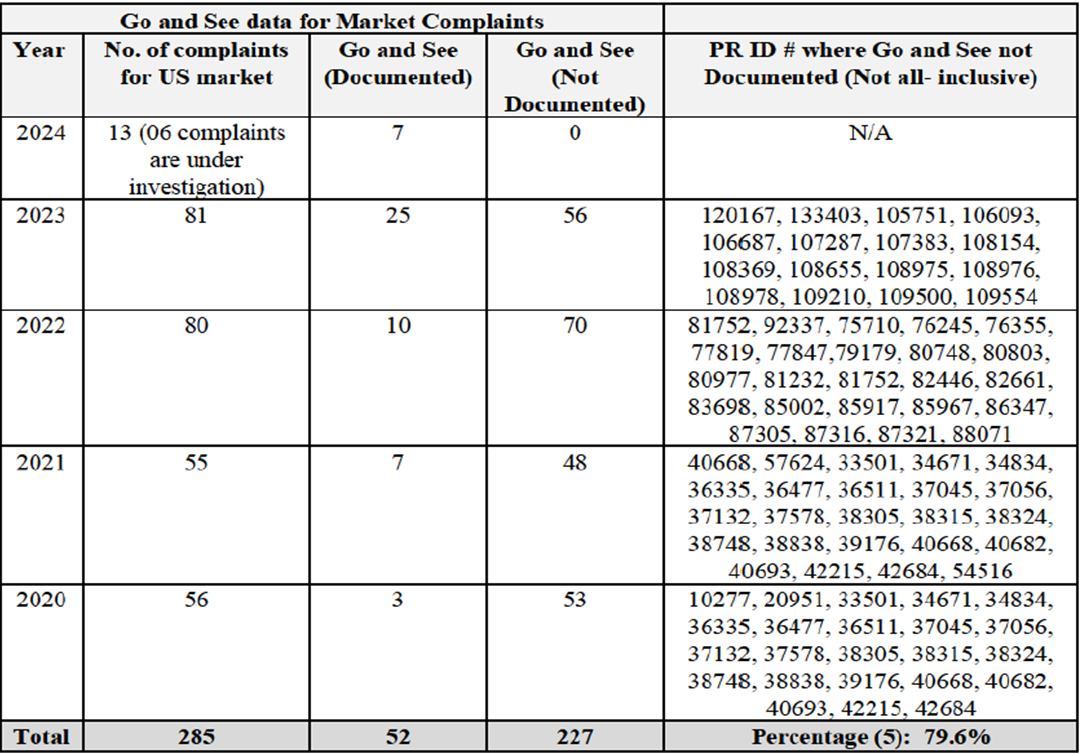 Go and See data for Market Complaints
Year
No. of complaints
for US market
Go and See
(Documented)
Go and See
(Not
Documented)
PR ID # where Go and See not
Documented (Not all- inclusive)
2024
13 (06 complaints
are under
investigation)
7
0
N/A
2023
81
25
56
120167, 133403, 105751, 106093,
106687, 107287, 107383, 108154,
108369, 108655, 108975, 108976,
108978, 109210, 109500, 109554
2022
80
10
70
81752, 92337, 75710, 76245, 76355,
77819, 77847,79179, 80748, 80803,
80977, 81232, 81752, 82446, 82661,
83698, 85002, 85917, 85967, 86347,
87305, 87316, 87321, 88071
2021
55
7
48
40668, 57624, 33501, 34671, 34834,
36335, 36477, 36511, 37045, 37056,
37132, 37578, 38305, 38315, 38324,
38748, 38838, 39176, 40668, 40682,
40693, 42215, 42684, 54516
2020
56
3
53
10277, 20951, 33501, 34671, 34834,
36335, 36477, 36511, 37045, 37056,
37132, 37578, 38305, 38315, 38324,
38748, 38838, 39176, 40668, 40682,
40693, 42215, 42684
Total
285
52
227
Percentage (5): 79.6%